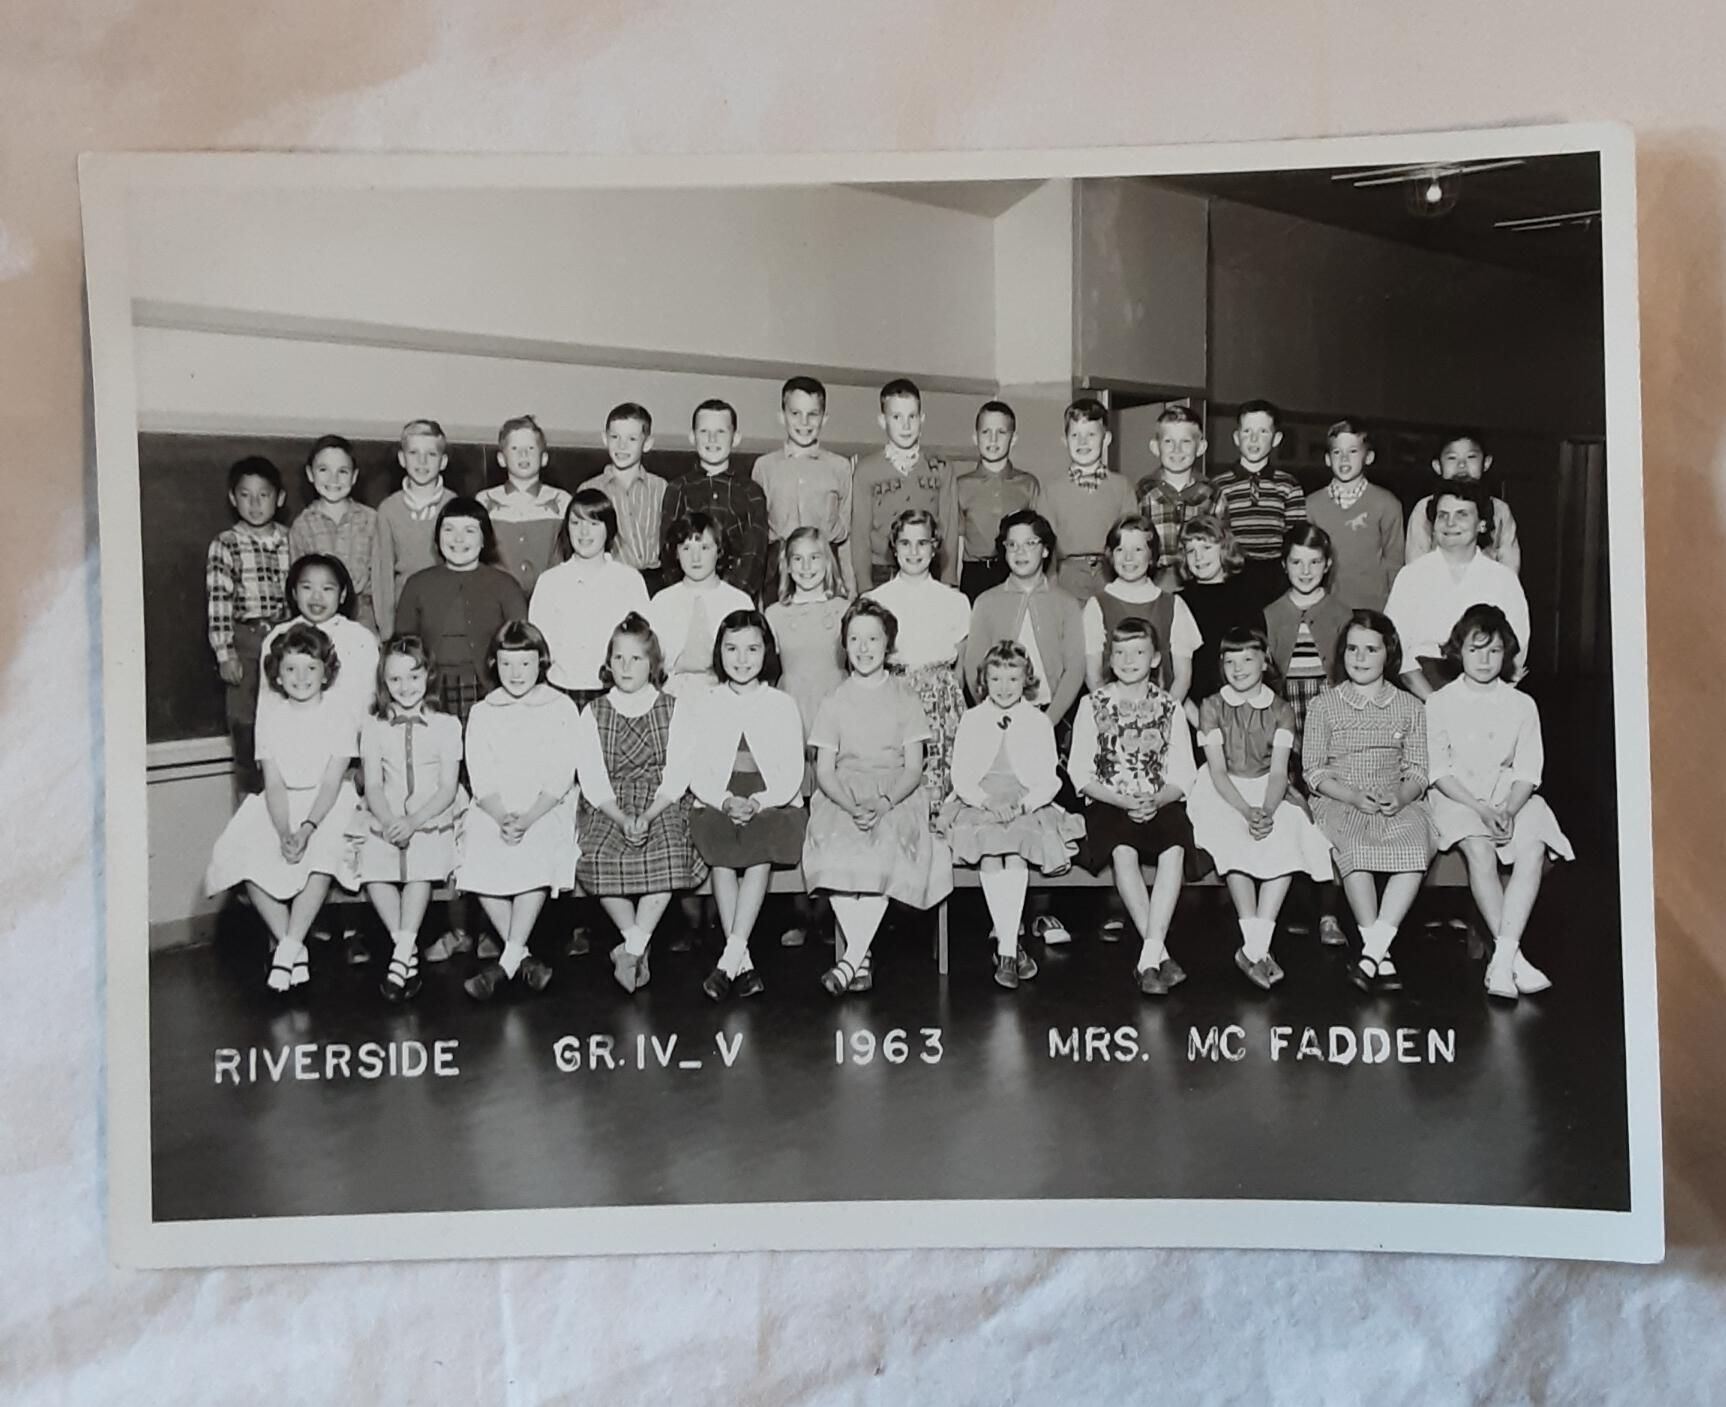 RIVERSIDE GR. IV_V 1963 MRS. MC FADDEN